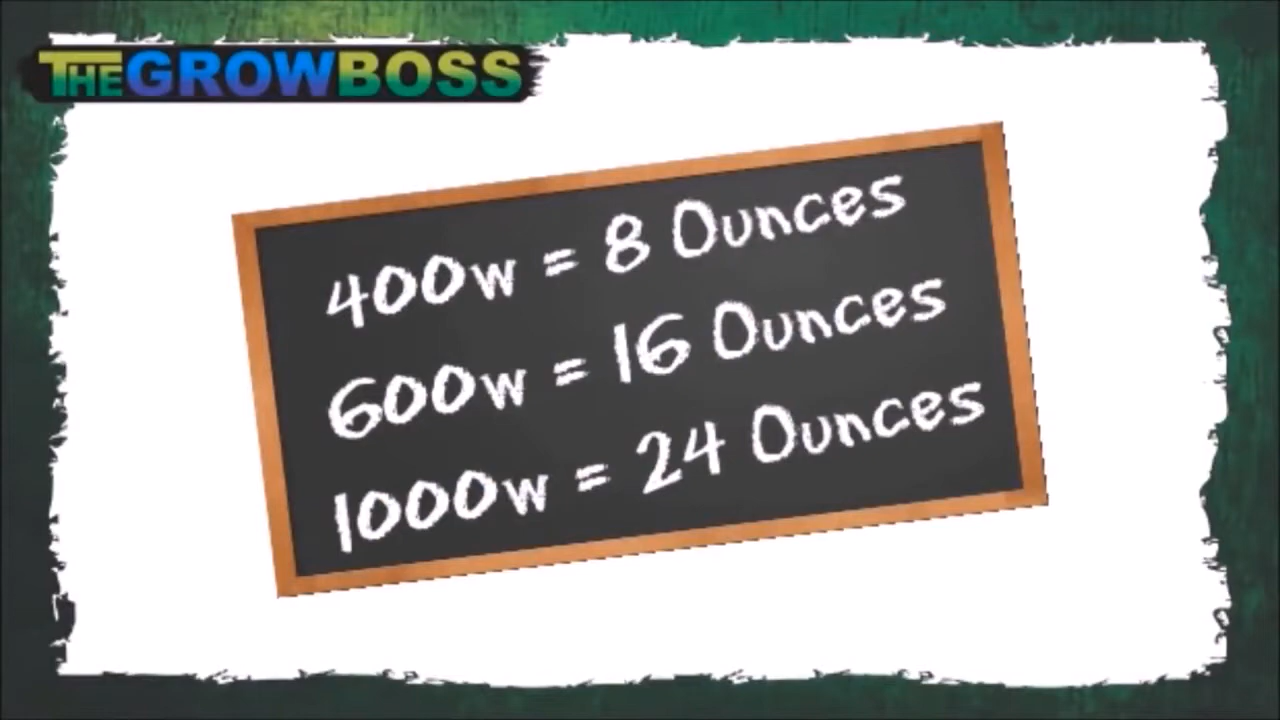 THEGROWBOSS
400w = 8 Ounces
600w = 16 Ounces
1000w = 24 Ounces